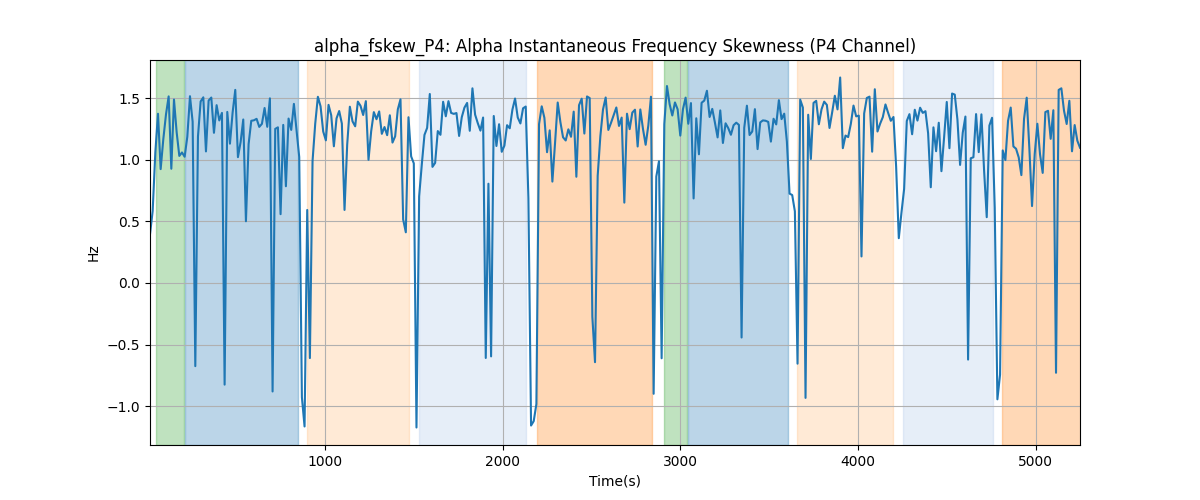 alpha_fskew_P4: Alpha Instantaneous Frequency Skewness (P4 Channel)
1.5
1.0
0.5
0.0
−0.5
−1.0
Hz
1000 2000 3000 4000 5000
Time(s)